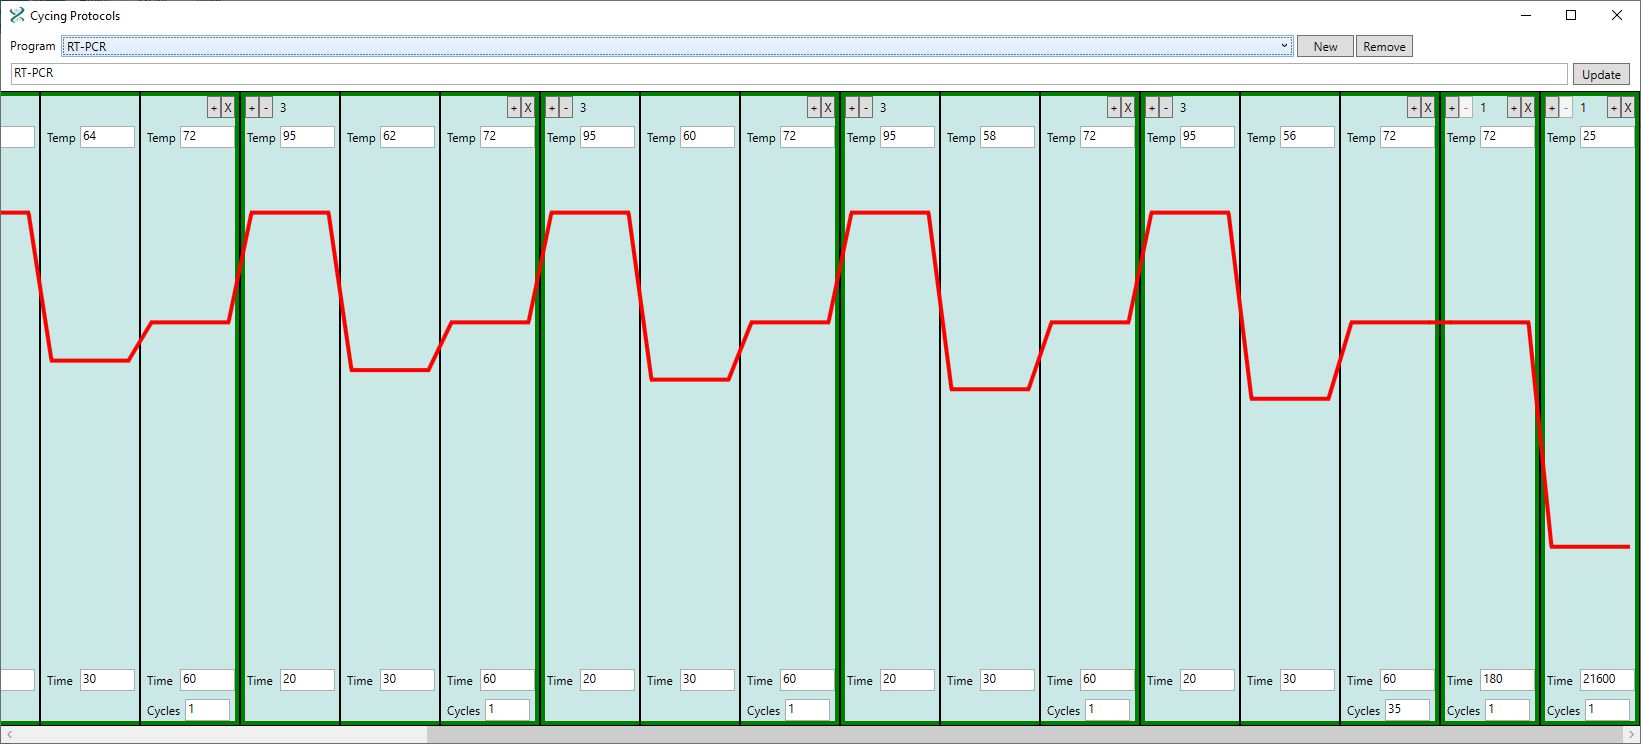 Cycing Protocols
Program RT-PCR New Remove
RT-PCR Update
+ X + - 3 + X + - 3 + X + - 3 + X + - 3 + X + - 1 + X + - 1 + X
Temp 64 Temp 72 Temp 95 Temp 62 Temp 72 Temp 95 Temp 60 Temp 72 Temp 95 Temp 58 Temp 72 Temp 95 Temp 56 Temp 72 Temp 72 Temp 25
Time 30 Time 60 Time 20 Time 30 Time 60 Time 20 Time 30 Time 60 Time 20 Time 30 Time 60 Time 20 Time 30 Time 60 Time 180 Time 21600
Cycles 1 Cycles 1 Cycles 1 Cycles 1 Cycles 35 Cycles 1 Cycles 1